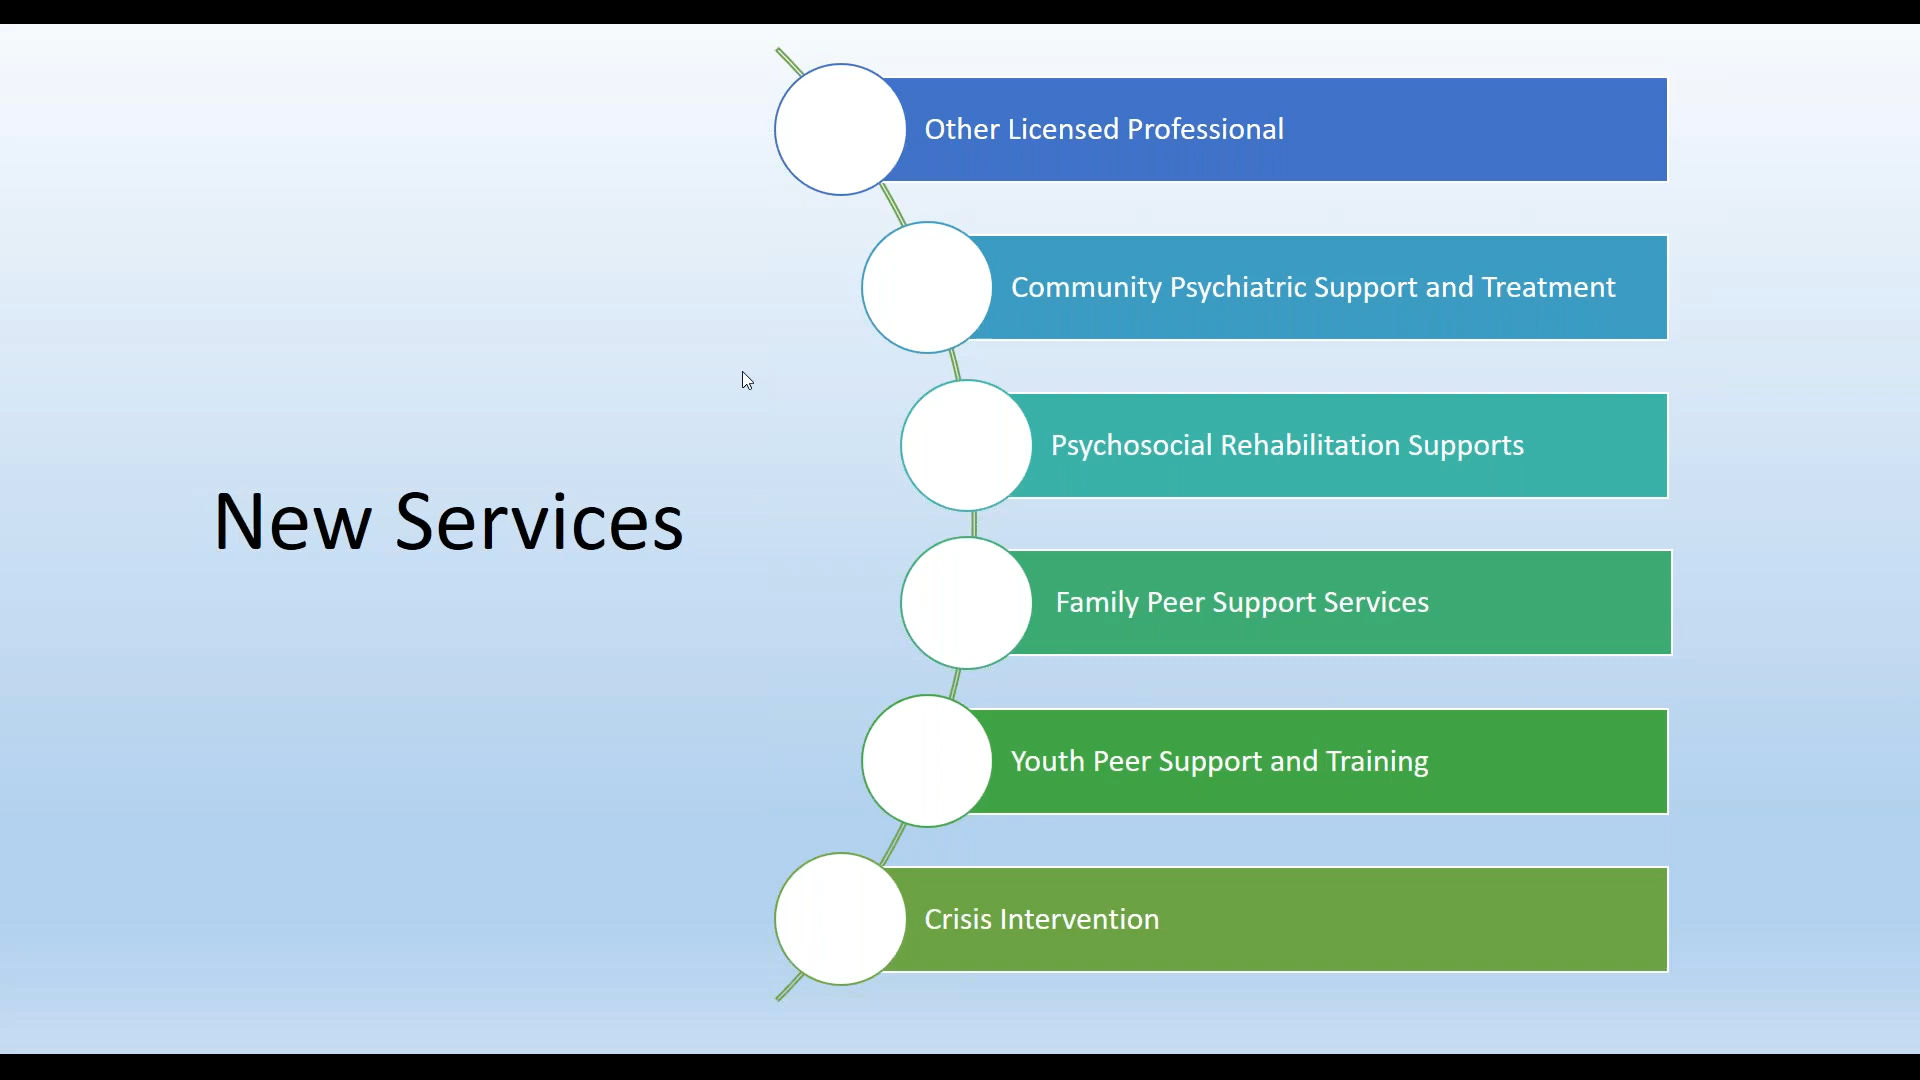 New Services
Other Licensed Professional
Community Psychiatric Support and Treatment
Psychosocial Rehabilitation Supports
Family Peer Support Services
Youth Peer Support and Training
Crisis Intervention